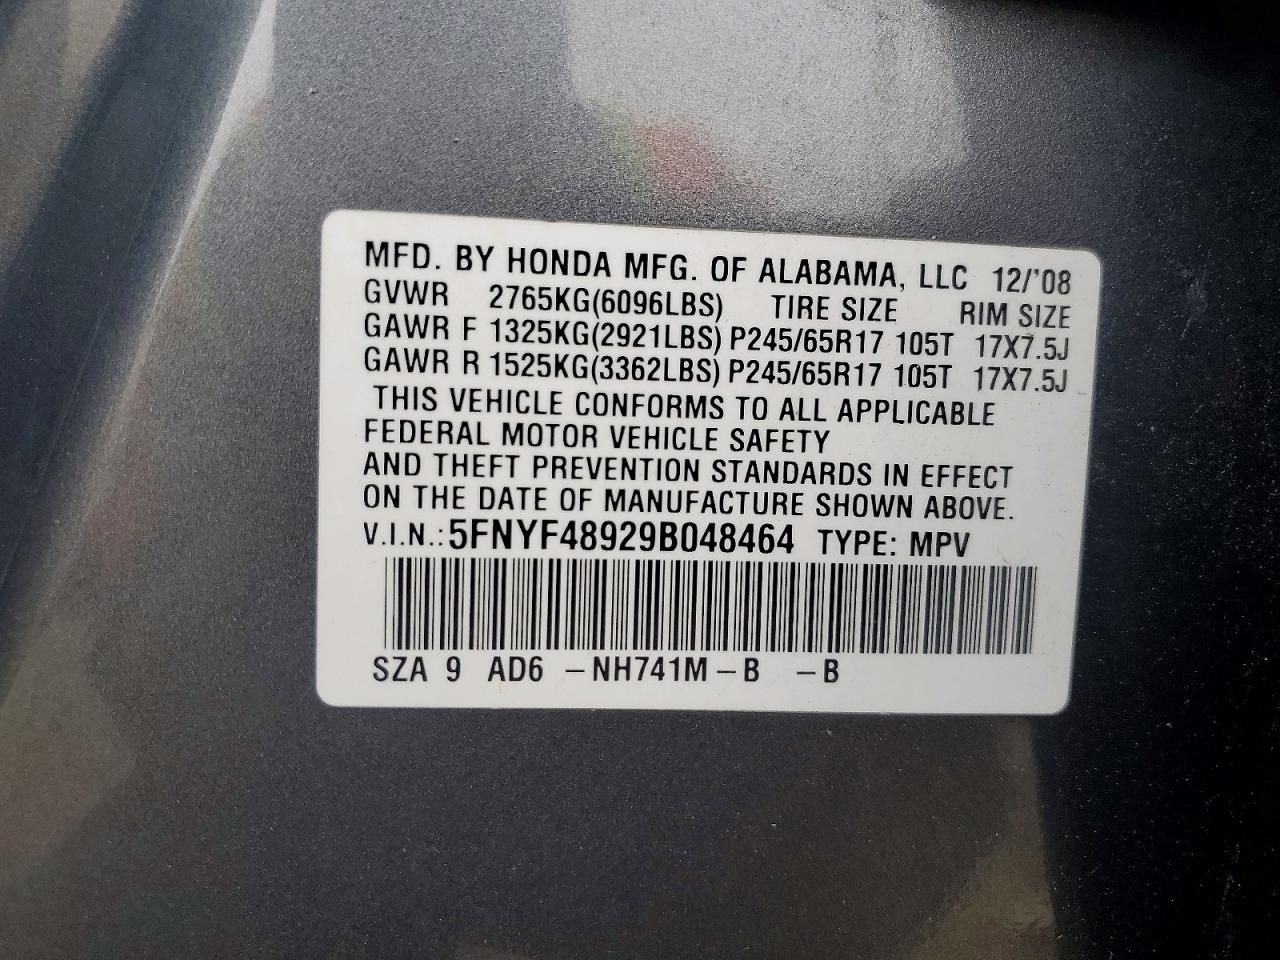 MFD. BY HONDA MFG. OF ALABAMA, LLC 12/'08
GVWR 2765KG(6096LBS) TIRE SIZE RIM SIZE
GAWR F 1325KG(2921LBS) P245/65R17 105T 17X7.5J
GAWR R 1525KG(3362LBS) P245/65R17 105T 17X7.5J
THIS VEHICLE CONFORMS TO ALL APPLICABLE
FEDERAL MOTOR VEHICLE SAFETY
AND THEFT PREVENTION STANDARDS IN EFFECT
ON THE DATE OF MANUFACTURE SHOWN ABOVE.
V.I.N.: 5FNYF48929B048464 TYPE: MPV
SZA 9 AD6 -NH741M-B -B